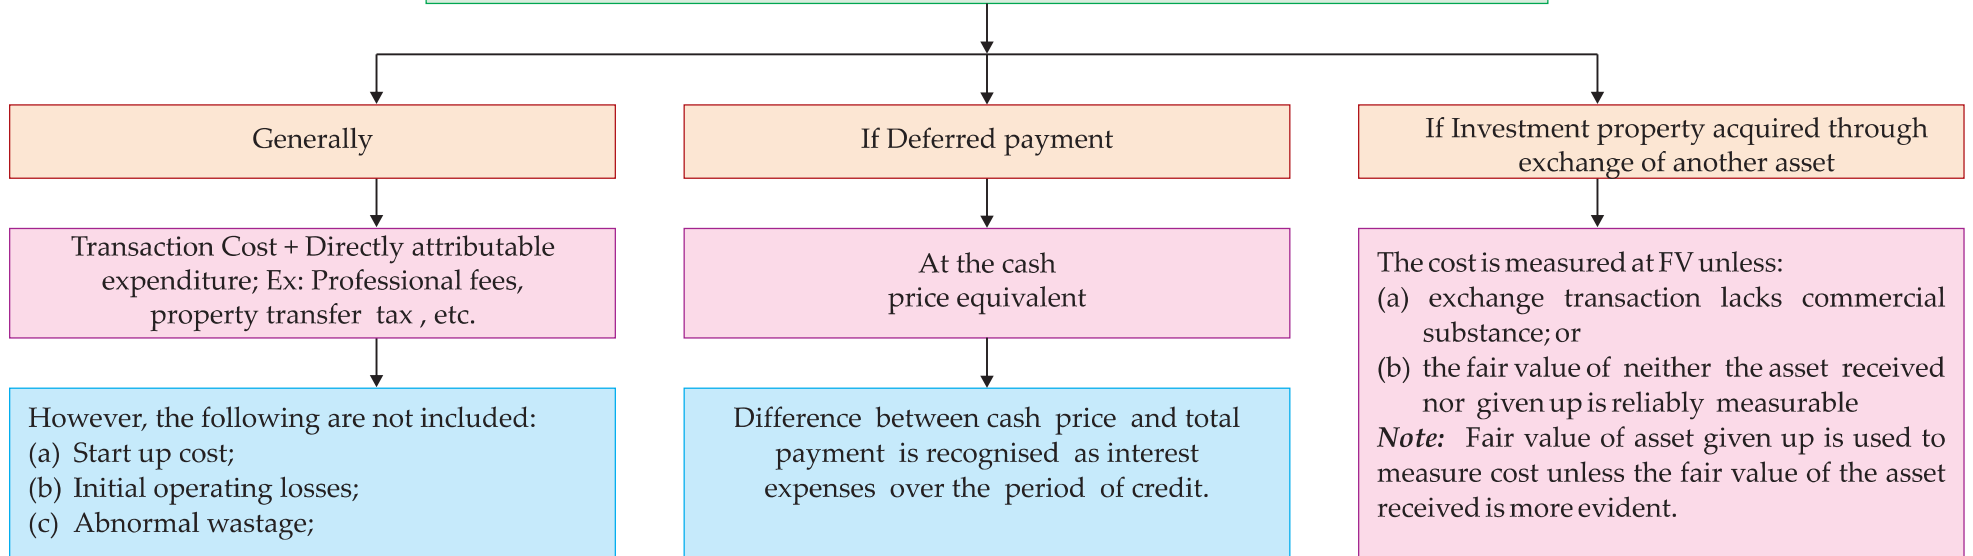 Generally
If Deferred payment
If Investment property acquired through
exchange of another asset
Transaction Cost + Directly attributable
expenditure; Ex: Professional fees,
property transfer tax , etc.
At the cash
price equivalent
The cost is measured at FV unless:
(a) exchange transaction lacks commercial
substance; or
(b) the fair value of neither the asset received
nor given up is reliably measurable
Note: Fair value of asset given up is used to
measure cost unless the fair value of the asset
received is more evident.
However, the following are not included:
(a) Start up cost;
(b) Initial operating losses;
(c) Abnormal wastage;
Difference between cash price and total
payment is recognised as interest
expenses over the period of credit.